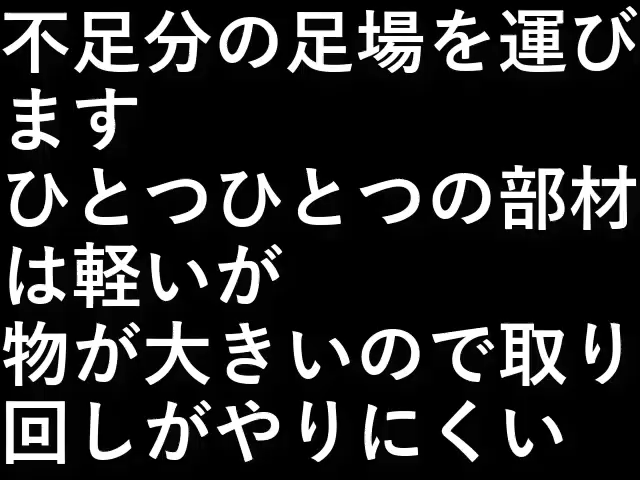 不足分の足場を運び
ます
ひとつひとつの部材
は軽いが
物が大きいので取り
回しがやりにくい